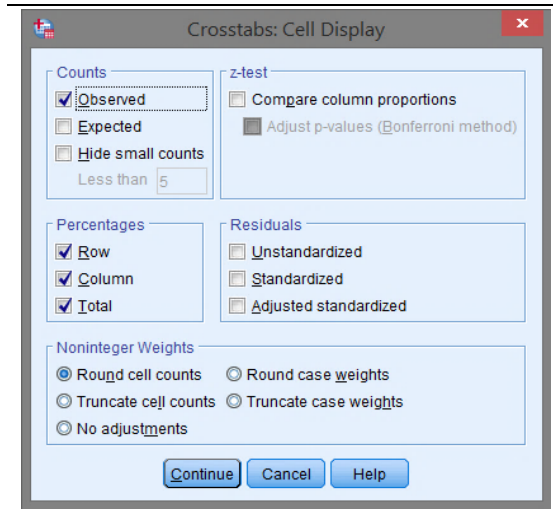 Crosstabs: Cell Display
x
Counts
Observed
Expected
Hide small counts
Less than 5
z-test
Compare column proportions
Adjust p-values (Bonferroni method)
Percentages
Row
Column
Total
Residuals
Unstandardized
Standardized
Adjusted standardized
Noninteger Weights
Round cell counts Round case weights
Truncate cell counts Truncate case weights
No adjustments
Continue Cancel Help